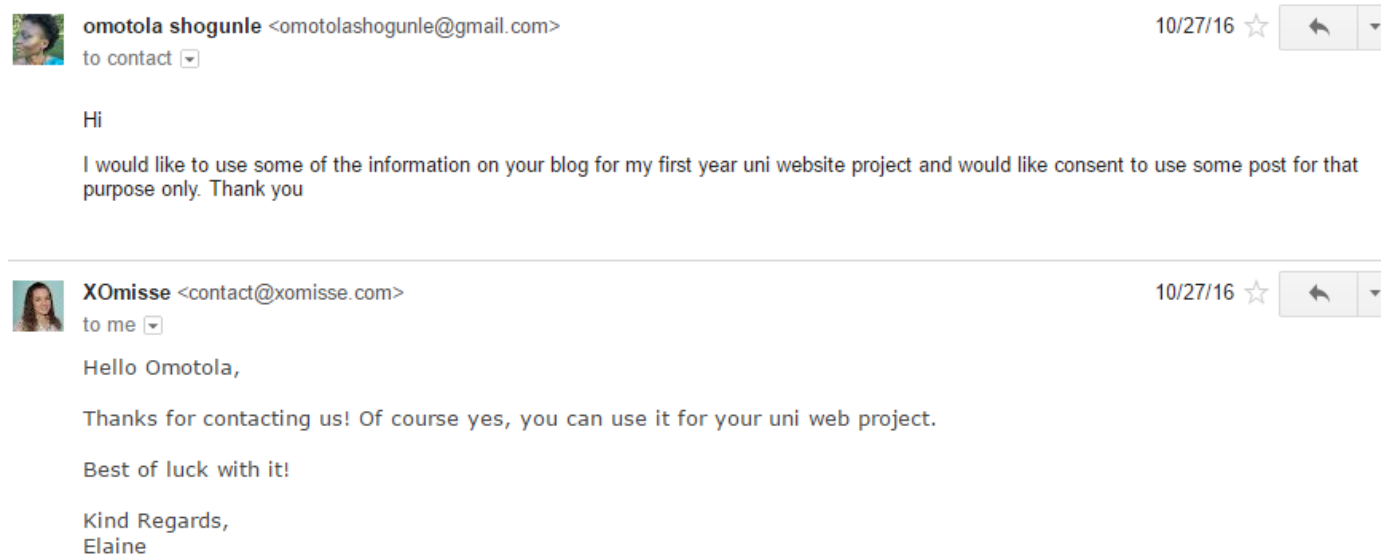 omotola shogunle <omotolashogunle@gmail.com> 10/27/16
to contact
Hi
I would like to use some of the information on your blog for my first year uni website project and would like consent to use some post for that
purpose only. Thank you
XOmisse <contact@xomisse.com> 10/27/16
to me
Hello Omotola,
Thanks for contacting us! Of course yes, you can use it for your uni web project.
Best of luck with it!
Kind Regards,
Elaine